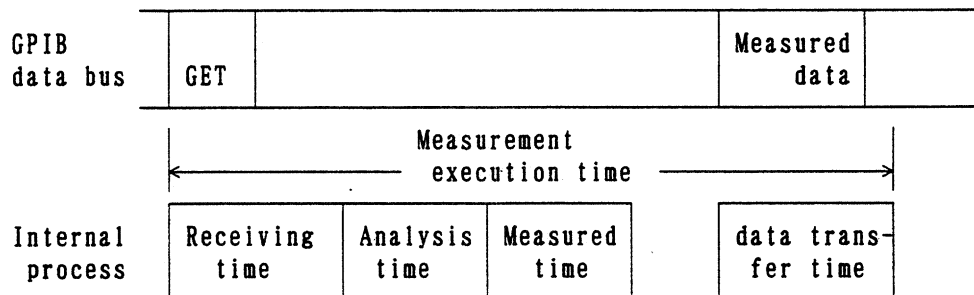 GPIB
data bus
GET
Measured
data
Measurement
execution time
Internal
process
Receiving
time
Analysis
time
Measured
time
data trans-
fer time